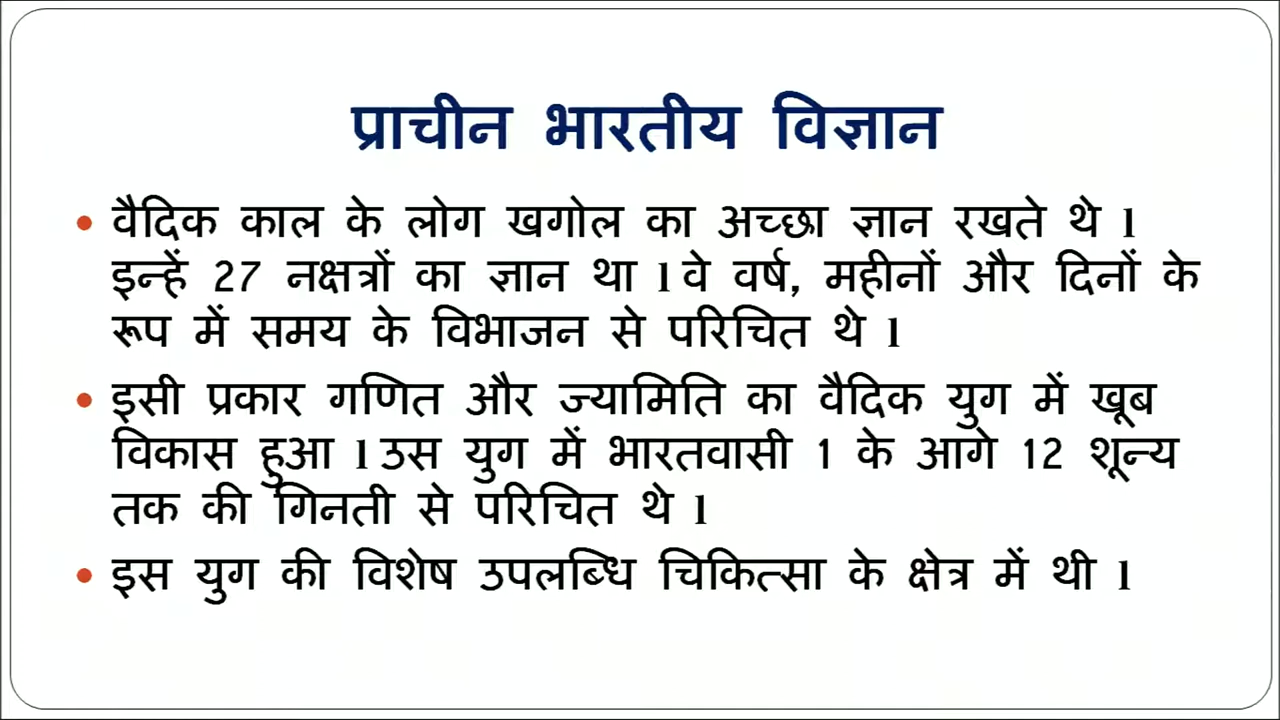 प्राचीन भारतीय विज्ञान
• वैदिक काल के लोग खगोल का अच्छा ज्ञान रखते थे l
इन्हें 27 नक्षत्रों का ज्ञान था l वे वर्ष, महीनों और दिनों के
रूप में समय के विभाजन से परिचित थे l
• इसी प्रकार गणित और ज्यामिति का वैदिक युग में खूब
विकास हुआ l उस युग में भारतवासी 1 के आगे 12 शून्य
तक की गिनती से परिचित थे l
• इस युग की विशेष उपलब्धि चिकित्सा के क्षेत्र में थी l